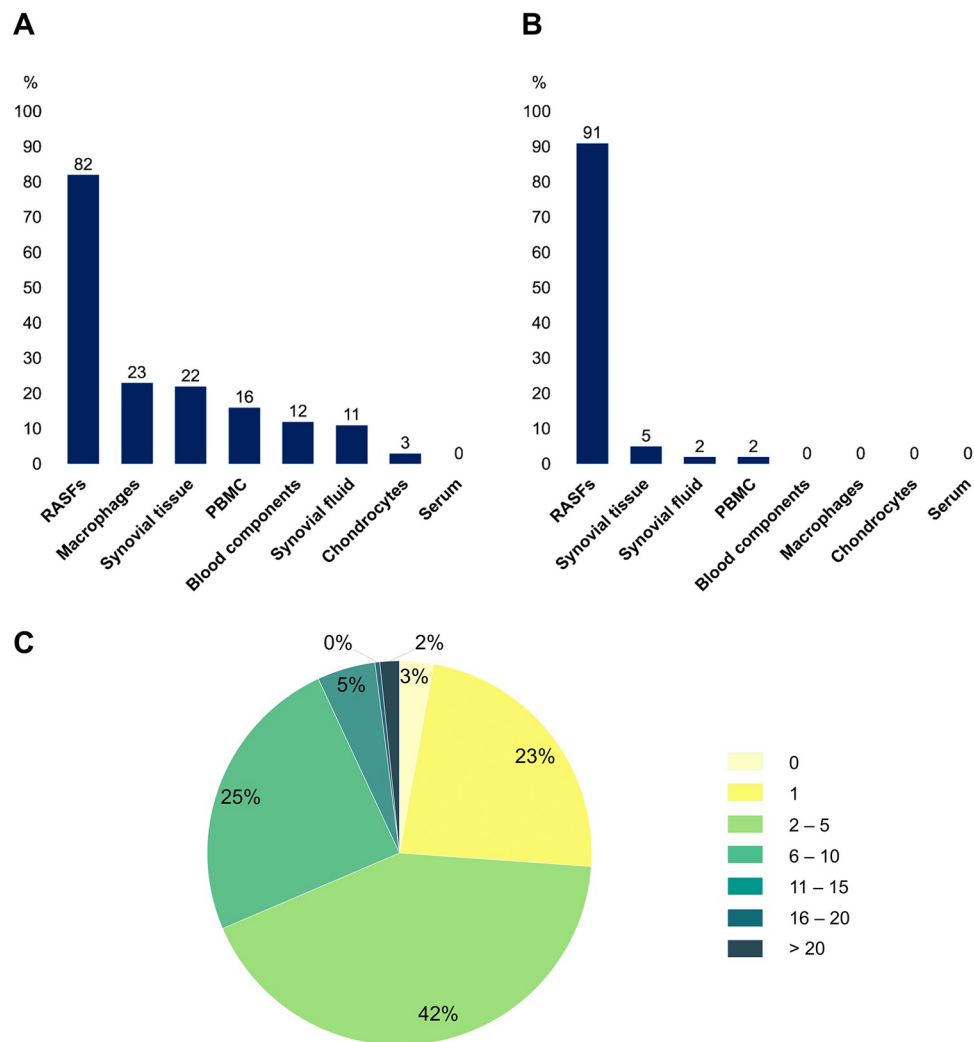 A
%
100
90
80
70
60
50
40
30
20
10
0
82
23
22
16
12
11
3
0
RASFs
Macrophages
Synovial tissue
PBMC
Blood components
Synovial fluid
Chondrocytes
Serum
B
%
100
90
80
70
60
50
40
30
20
10
0
91
5
2
2
0
0
0
0
RASFs
Synovial tissue
Synovial fluid
PBMC
Blood components
Macrophages
Chondrocytes
Serum
C
0%
2%
3%
5%
23%
25%
42%
0
1
2 – 5
6 – 10
11 – 15
16 – 20
> 20